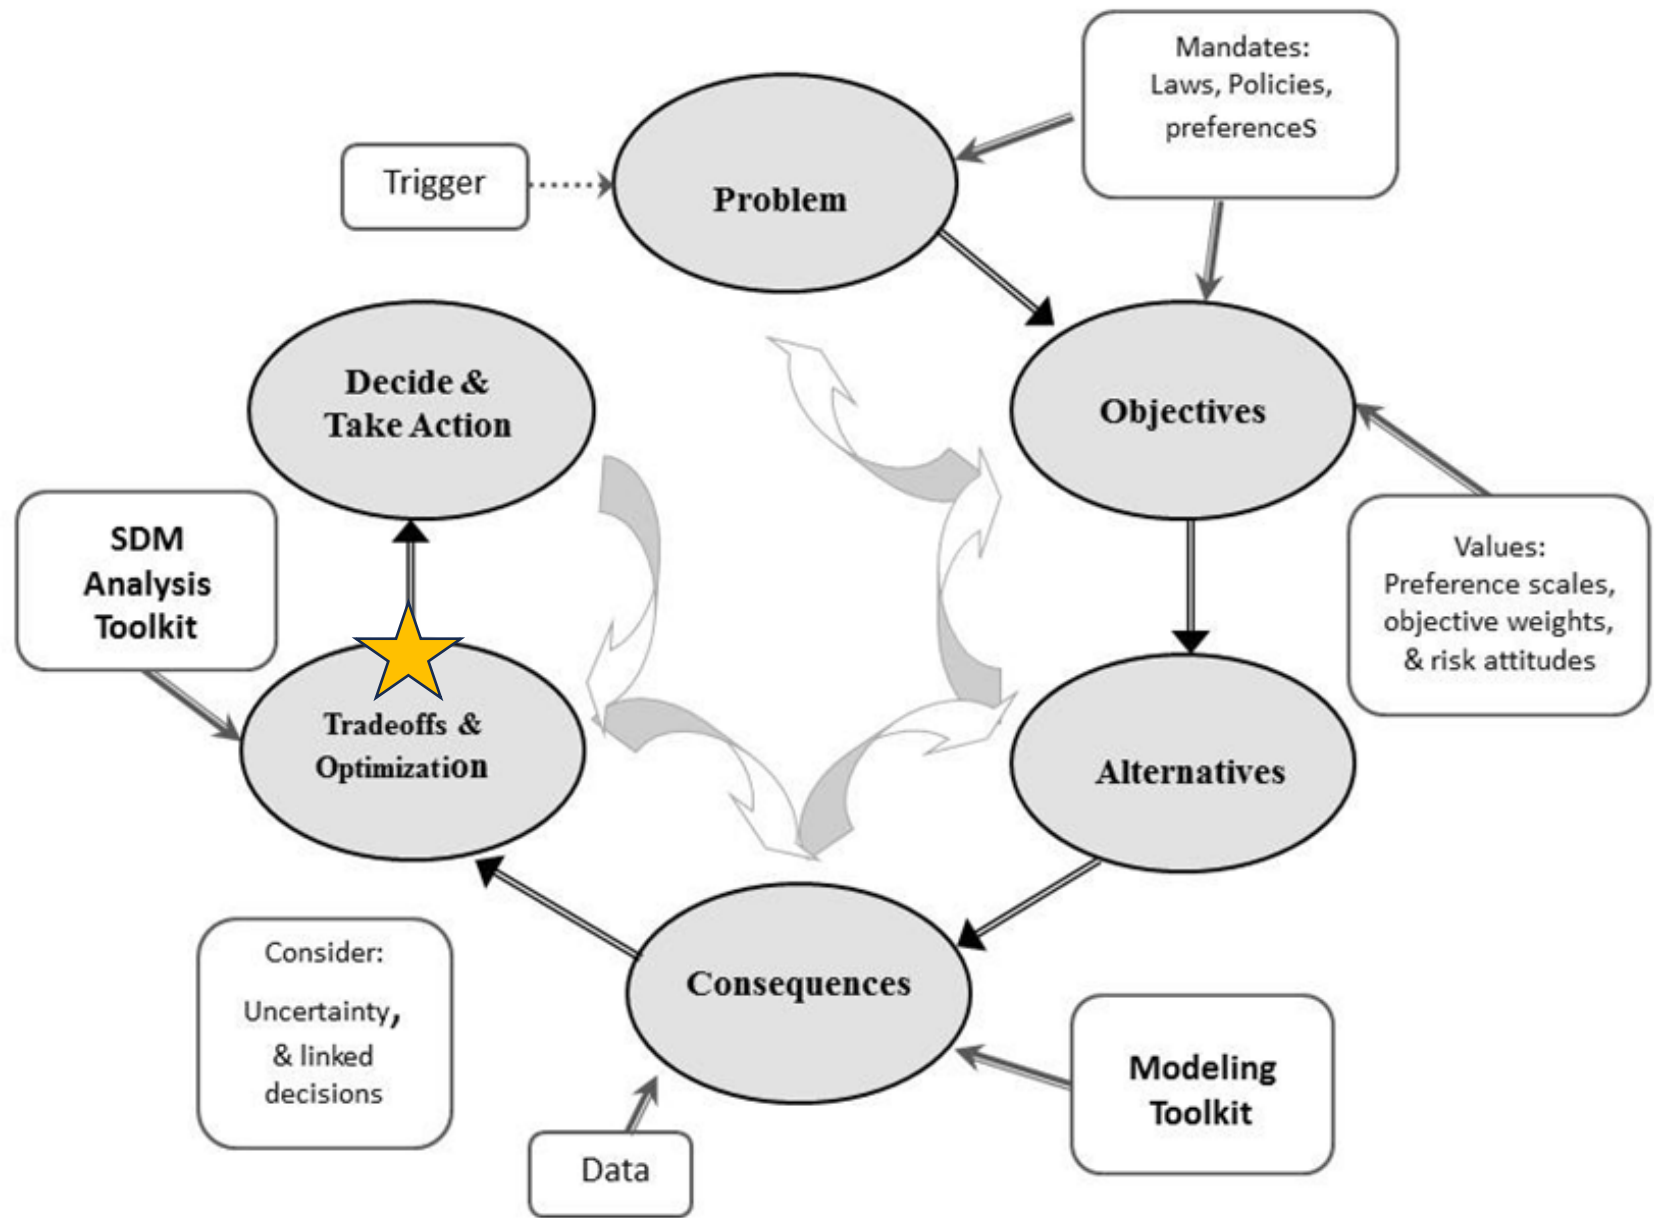 Mandates:
Laws, Policies,
preferences
Trigger
Problem
Decide &
Take Action
Objectives
SDM
Analysis
Toolkit
Values:
Preference scales,
objective weights,
& risk attitudes
Tradeoffs &
Optimization
Alternatives
Consider:
Uncertainty,
& linked
decisions
Consequences
Modeling
Toolkit
Data